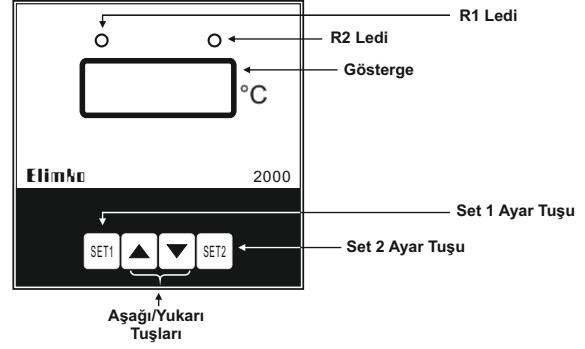 R1 Ledi
R2 Ledi
Gösterge
°C
Elimko
2000
Set 1 Ayar Tuşu
SET1
SET2
Set 2 Ayar Tuşu
Aşağı/Yukarı
Tuşları